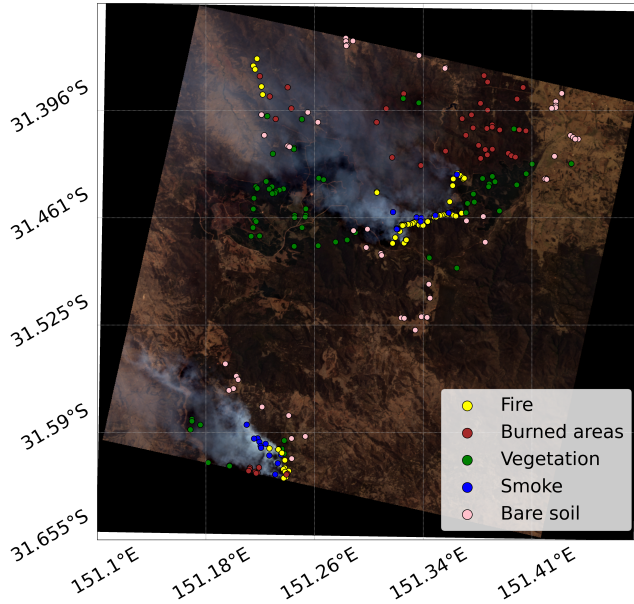 31.396°S
31.461°S
31.525°S
31.59°S
31.655°S
151.1°E
151.18°E
151.26°E
151.34°E
151.41°E
Fire
Burned areas
Vegetation
Smoke
Bare soil